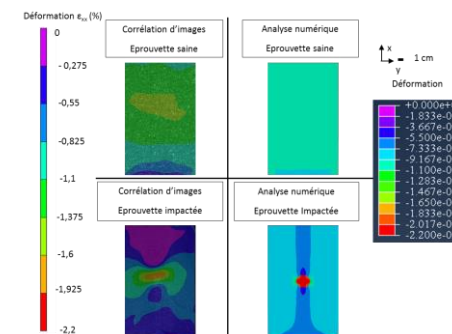 Déformation εxx (%)
0
- 0,275
-0,55
-0,825
-1,1
-1,375
-1,6
-1,925
-2,2
Corrélation d'images
Eprouvette saine
Analyse numérique
Eprouvette saine
Corrélation d'images
Eprouvette impactée
Analyse numérique
Eprouvette Impactée
x
y
1 cm
Déformation
+0.000e+0
-1.833e-0
-3.667e-0
-5.500e-0
-7.333e-0
-9.167e-0
-1.100e-0
-1.283e-0
-1.467e-0
-1.650e-0
-1.833e-0
-2.017e-0
-2.200e-0